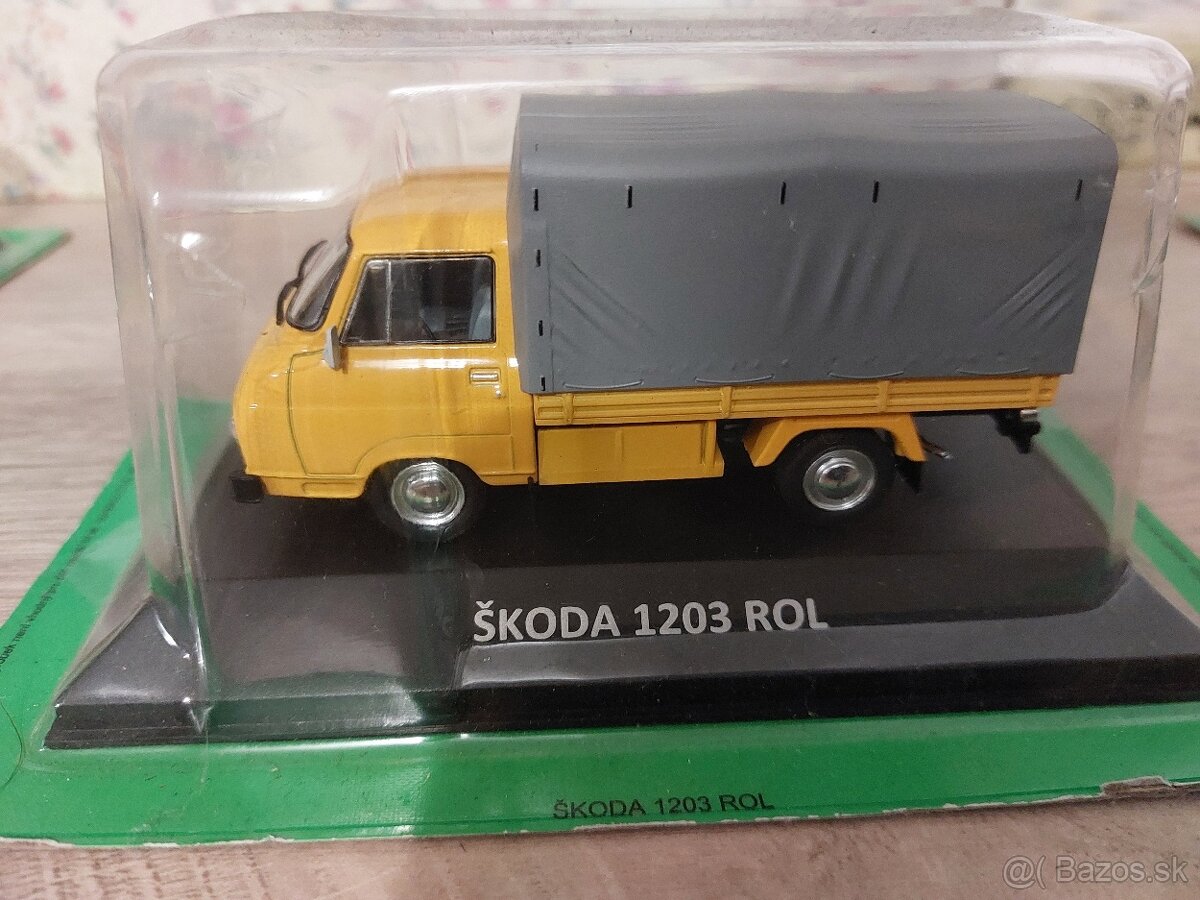 ŠKODA 1203 ROL
ŠKODA 1203 ROL
@( Bazos.sk